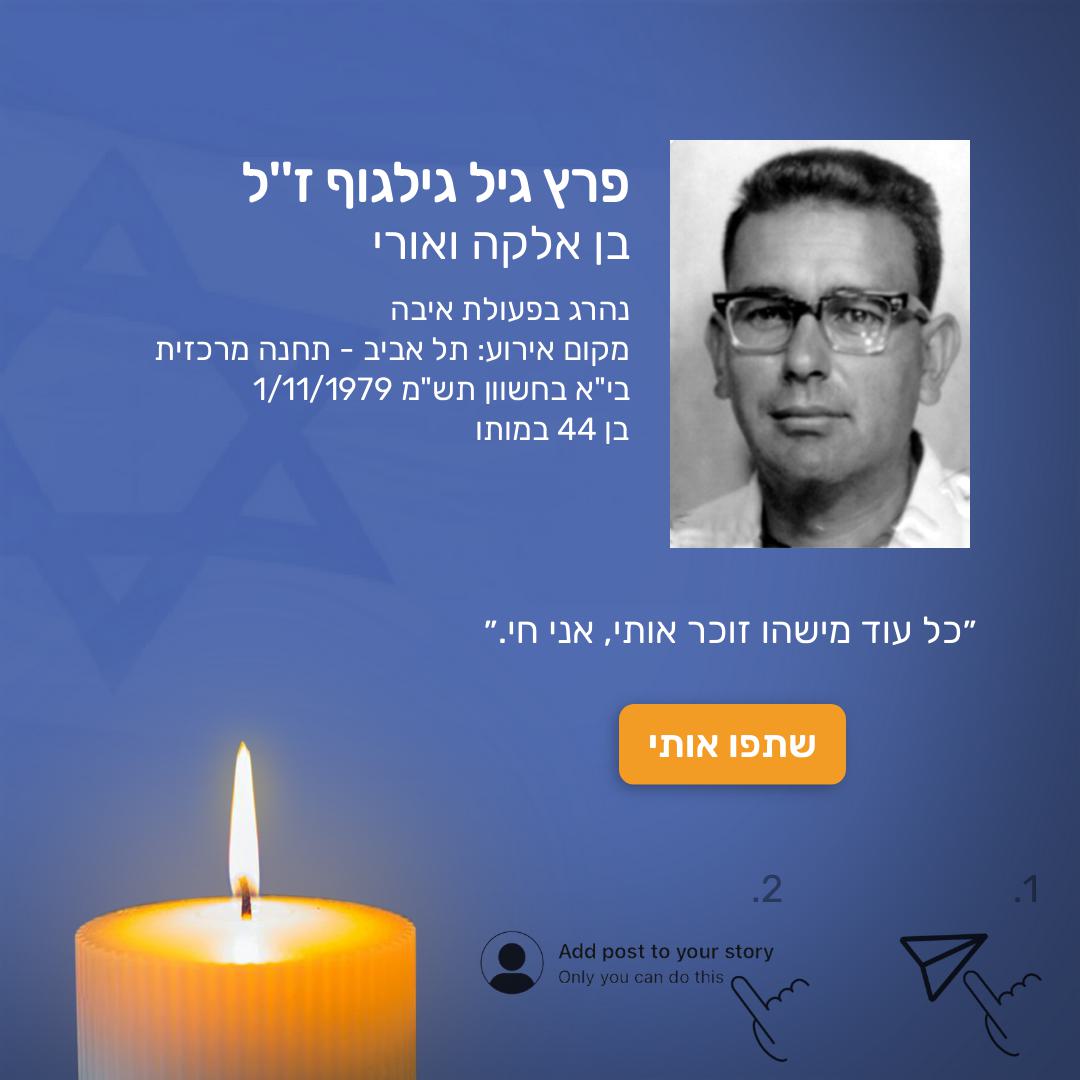 פרץ גיל גילגוף ז"ל
בן אלקה ואורי
נהרג בפעולת איבה
מקום אירוע: תל אביב - תחנה מרכזית
בי"א בחשוון תש"מ 1/11/1979
בן 44 במותו
״כל עוד מישהו זוכר אותי, אני חי.״
שתפו אותי
1.
2.
Add post to your story
Only you can do this